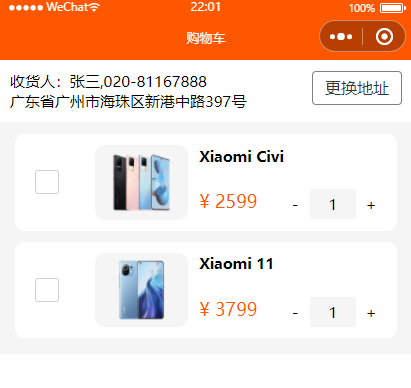 WeChat 22:01 100%
购物车
收货人：张三,020-81167888
广东省广州市海珠区新港中路397号
更换地址
Xiaomi Civi
¥ 2599 - 1 +
Xiaomi 11
¥ 3799 - 1 +